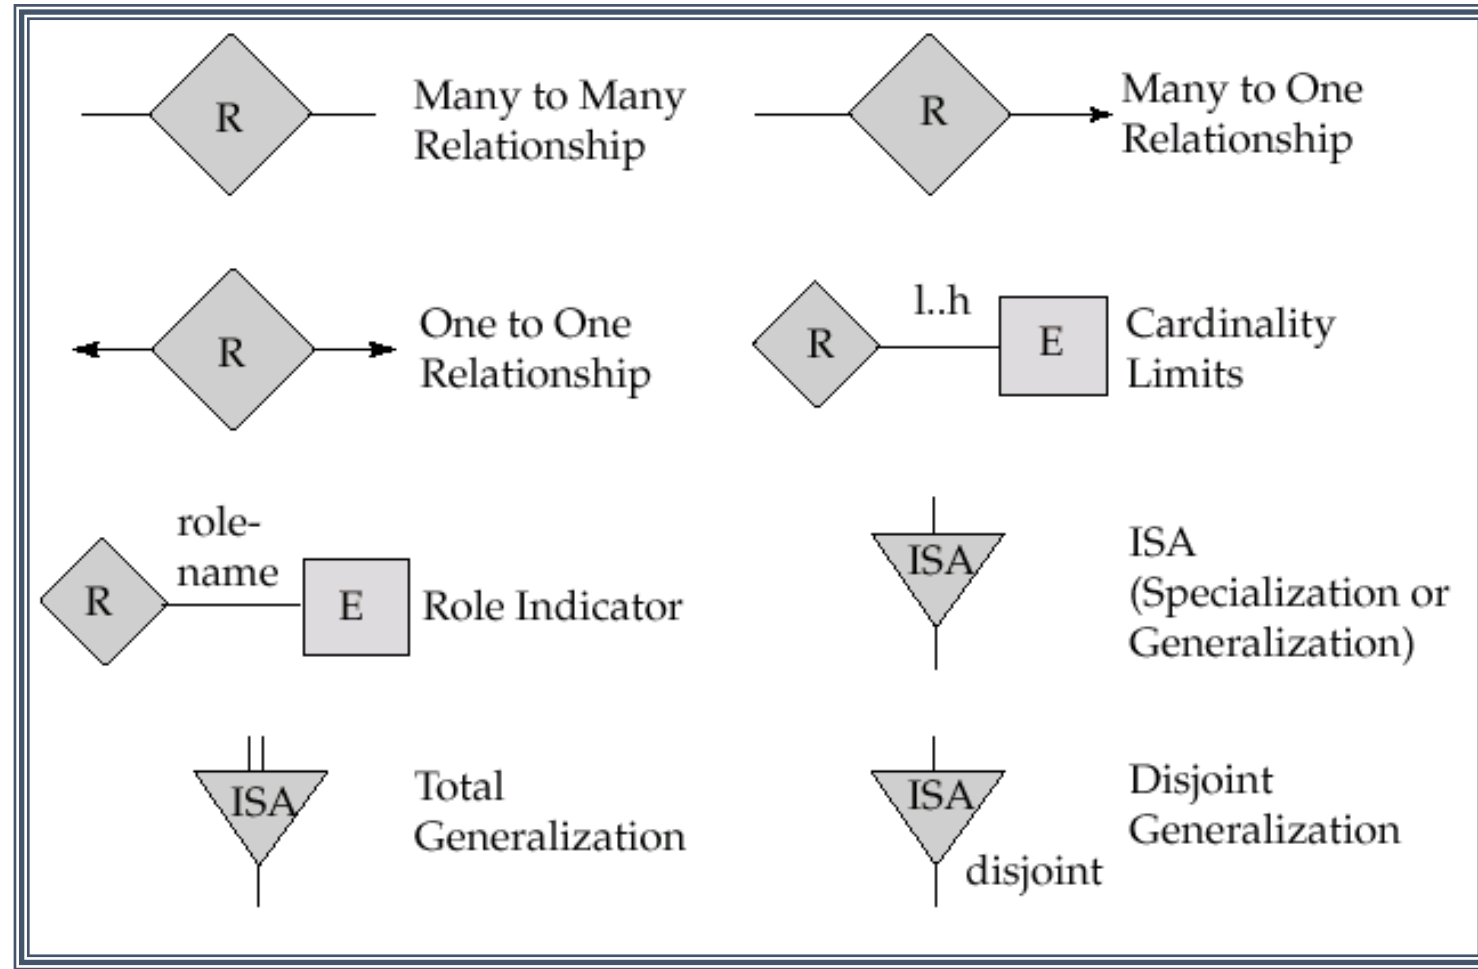 R
Many to Many
Relationship
R
Many to One
Relationship
R
One to One
Relationship
R
l..h
E
Cardinality
Limits
R
role-
name
E
Role Indicator
ISA
ISA
(Specialization or
Generalization)
ISA
Total
Generalization
ISA
disjoint
Disjoint
Generalization